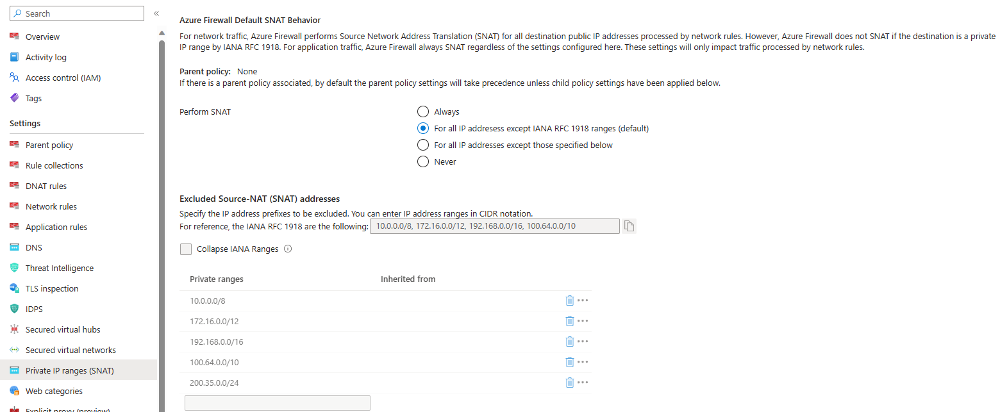 Search
Overview
Activity log
Access control (IAM)
Tags
Settings
Parent policy
Rule collections
DNAT rules
Network rules
Application rules
DNS
Threat Intelligence
TLS inspection
IDPS
Secured virtual hubs
Secured virtual networks
Private IP ranges (SNAT)
Web categories
Explicit proxy (preview)
Azure Firewall Default SNAT Behavior
For network traffic, Azure Firewall performs Source Network Address Translation (SNAT) for all destination public IP addresses processed by network rules. However, Azure Firewall does not SNAT if the destination is a private
IP range by IANA RFC 1918. For application traffic, Azure Firewall always SNAT regardless of the settings configured here. These settings will only impact traffic processed by network rules.
Parent policy: None
If there is a parent policy associated, by default the parent policy settings will take precedence unless child policy settings have been applied below.
Perform SNAT
Always
For all IP adresess except IANA RFC 1918 ranges (default)
For all IP addresses except those specified below
Never
Excluded Source-NAT (SNAT) addresses
Specify the IP address prefixes to be excluded. You can enter IP address ranges in CIDR notation.
For reference, the IANA RFC 1918 are the following: 10.0.0.0/8, 172.16.0.0/12, 192.168.0.0/16, 100.64.0.0/10
Collapse IANA Ranges
Private ranges Inherited from
10.0.0.0/8
172.16.0.0/12
192.168.0.0/16
100.64.0.0/10
200.35.0.0/24